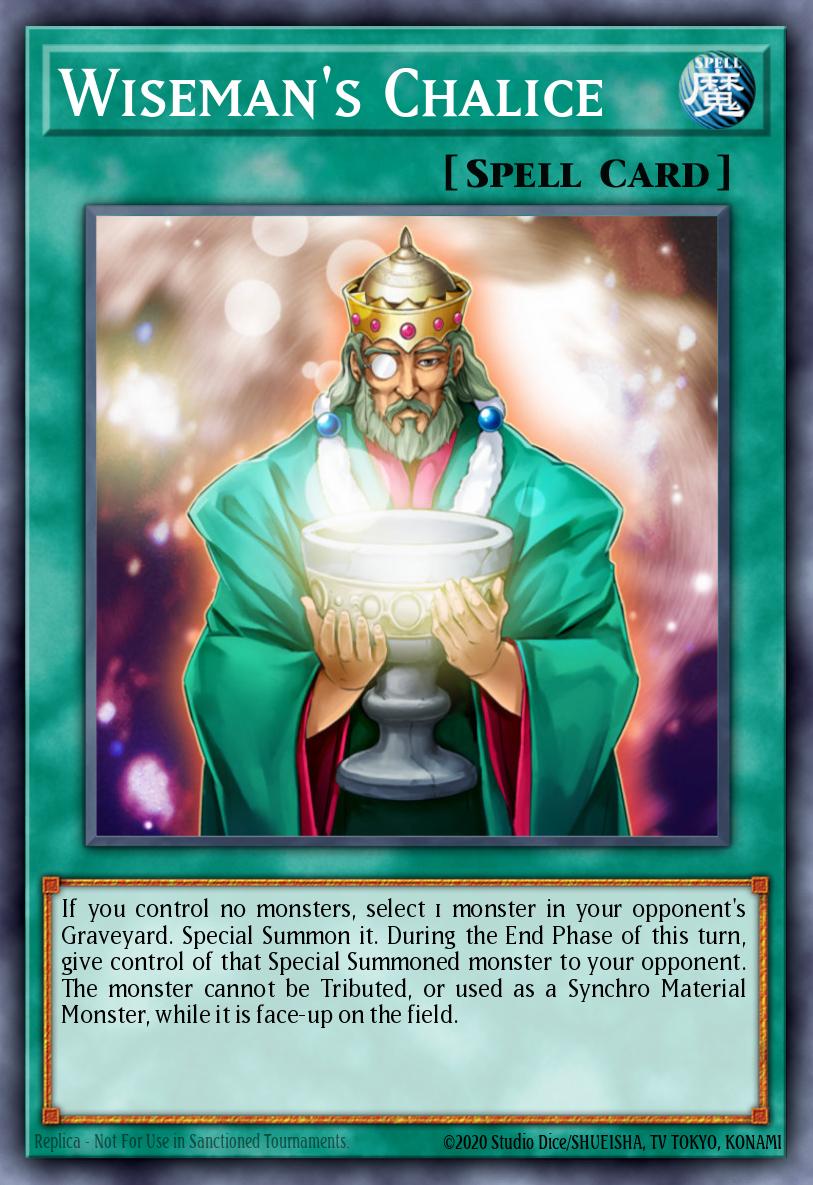 Wiseman's Chalice
SPELL
魔
[Spell Card]
If you control no monsters, select 1 monster in your opponent's
Graveyard. Special Summon it. During the End Phase of this turn,
give control of that Special Summoned monster to your opponent.
The monster cannot be Tributed, or used as a Synchro Material
Monster, while it is face-up on the field.
Replica - Not For Use in Sanctioned Tournaments.
©2020 Studio Dice/SHUEISHA, TV TOKYO, KONAMI